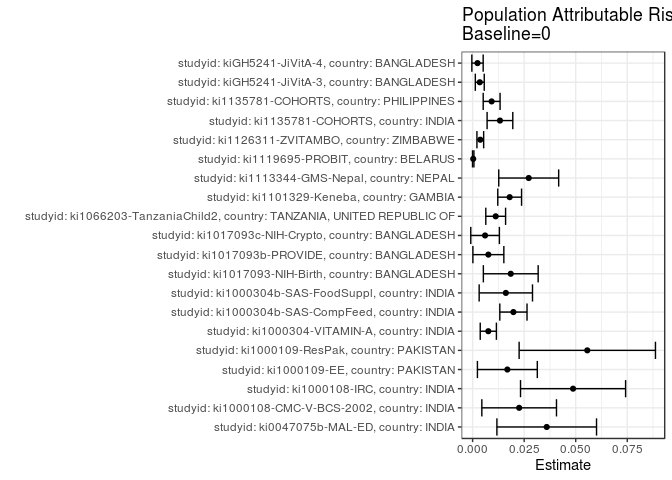 Population Attributable Ris
Baseline=0
studyid: kiGH5241-JiVitA-4, country: BANGLADESH
studyid: kiGH5241-JiVitA-3, country: BANGLADESH
studyid: ki1135781-COHORTS, country: PHILIPPINES
studyid: ki1135781-COHORTS, country: INDIA
studyid: ki1126311-ZVITAMBO, country: ZIMBABWE
studyid: ki1119695-PROBIT, country: BELARUS
studyid: ki1113344-GMS-Nepal, country: NEPAL
studyid: ki1101329-Keneba, country: GAMBIA
studyid: ki1066203-TanzaniaChild2, country: TANZANIA, UNITED REPUBLIC OF
studyid: ki1017093c-NIH-Crypto, country: BANGLADESH
studyid: ki1017093b-PROVIDE, country: BANGLADESH
studyid: ki1017093-NIH-Birth, country: BANGLADESH
studyid: ki1000304b-SAS-FoodSuppl, country: INDIA
studyid: ki1000304b-SAS-CompFeed, country: INDIA
studyid: ki1000304-VITAMIN-A, country: INDIA
studyid: ki1000109-ResPak, country: PAKISTAN
studyid: ki1000109-EE, country: PAKISTAN
studyid: ki1000108-IRC, country: INDIA
studyid: ki1000108-CMC-V-BCS-2002, country: INDIA
studyid: ki0047075b-MAL-ED, country: INDIA
0.000 0.025 0.050 0.075
Estimate